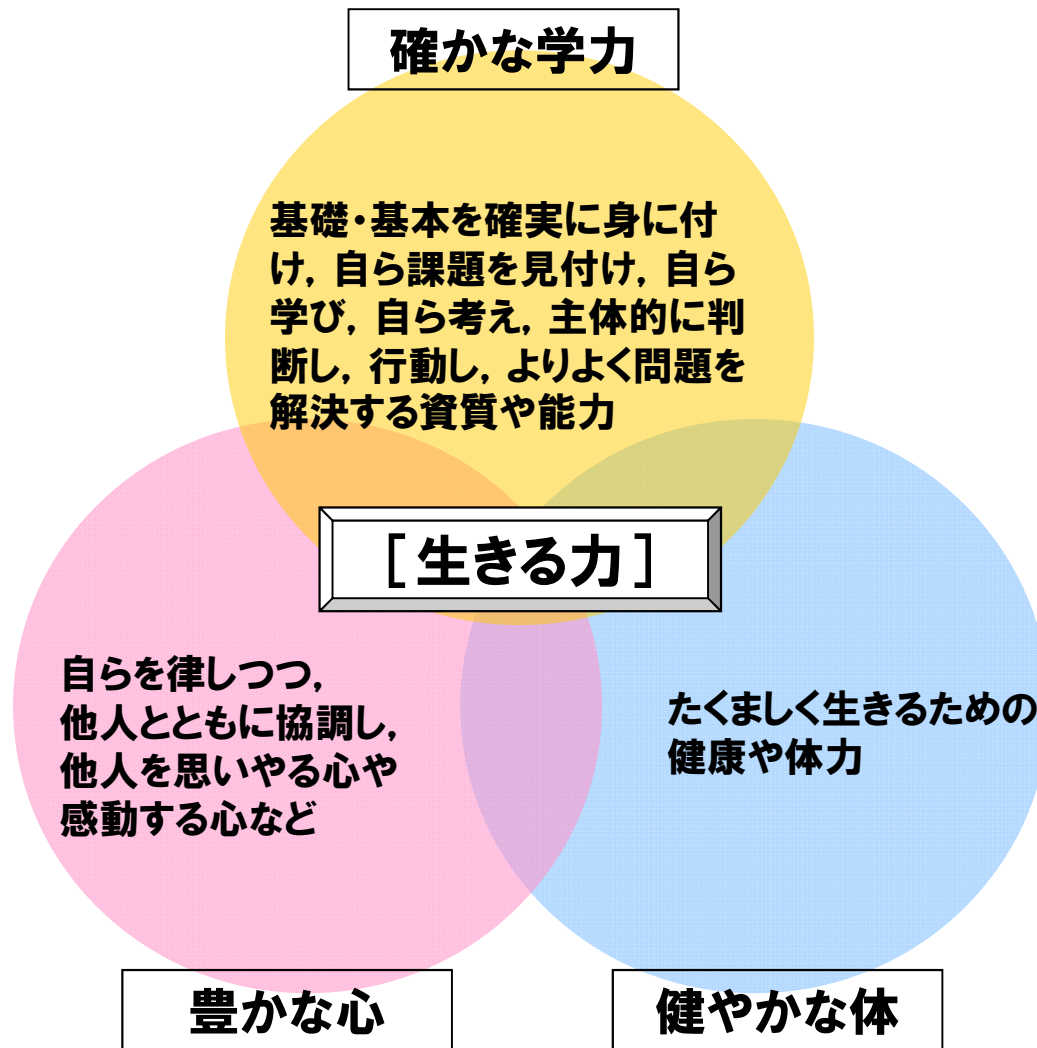 確かな学力
基礎・基本を確実に身に付
け，自ら課題を見付け，自ら
学び，自ら考え，主体的に判
断し，行動し，よりよく問題を
解決する資質や能力
［生きる力］
自らを律しつつ，
他人とともに協調し，
他人を思いやる心や
感動する心など
たくましく生きるための
健康や体力
豊かな心
健やかな体